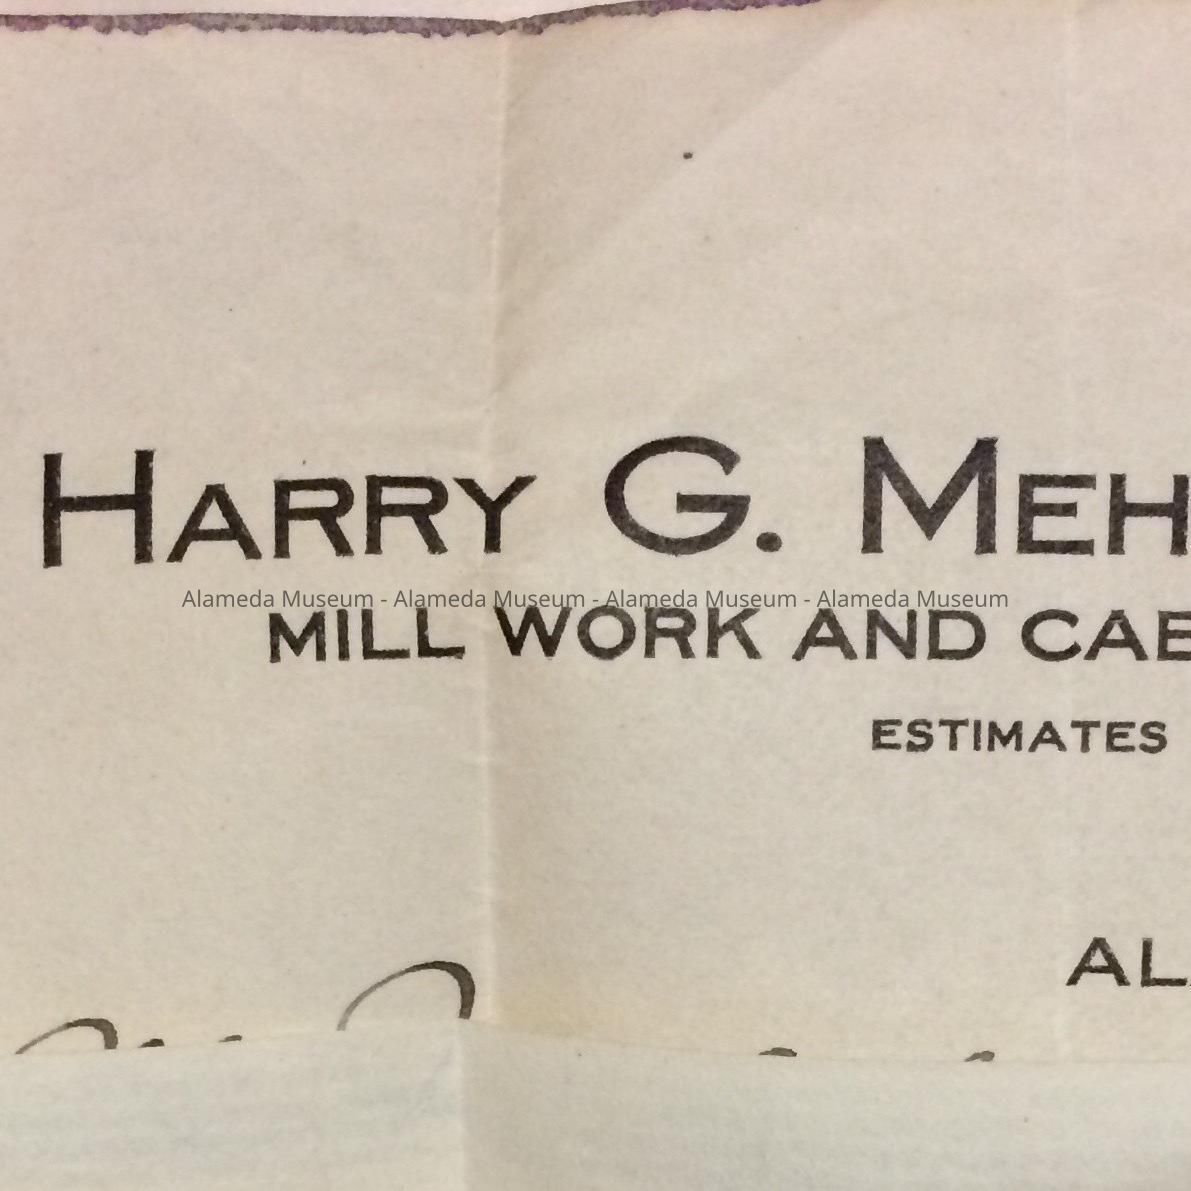 HARRY G. MEH
Alameda Museum - Alameda Museum - Alameda Museum - Alameda Museum
MILL WORK AND CAB
ESTIMATES
AL